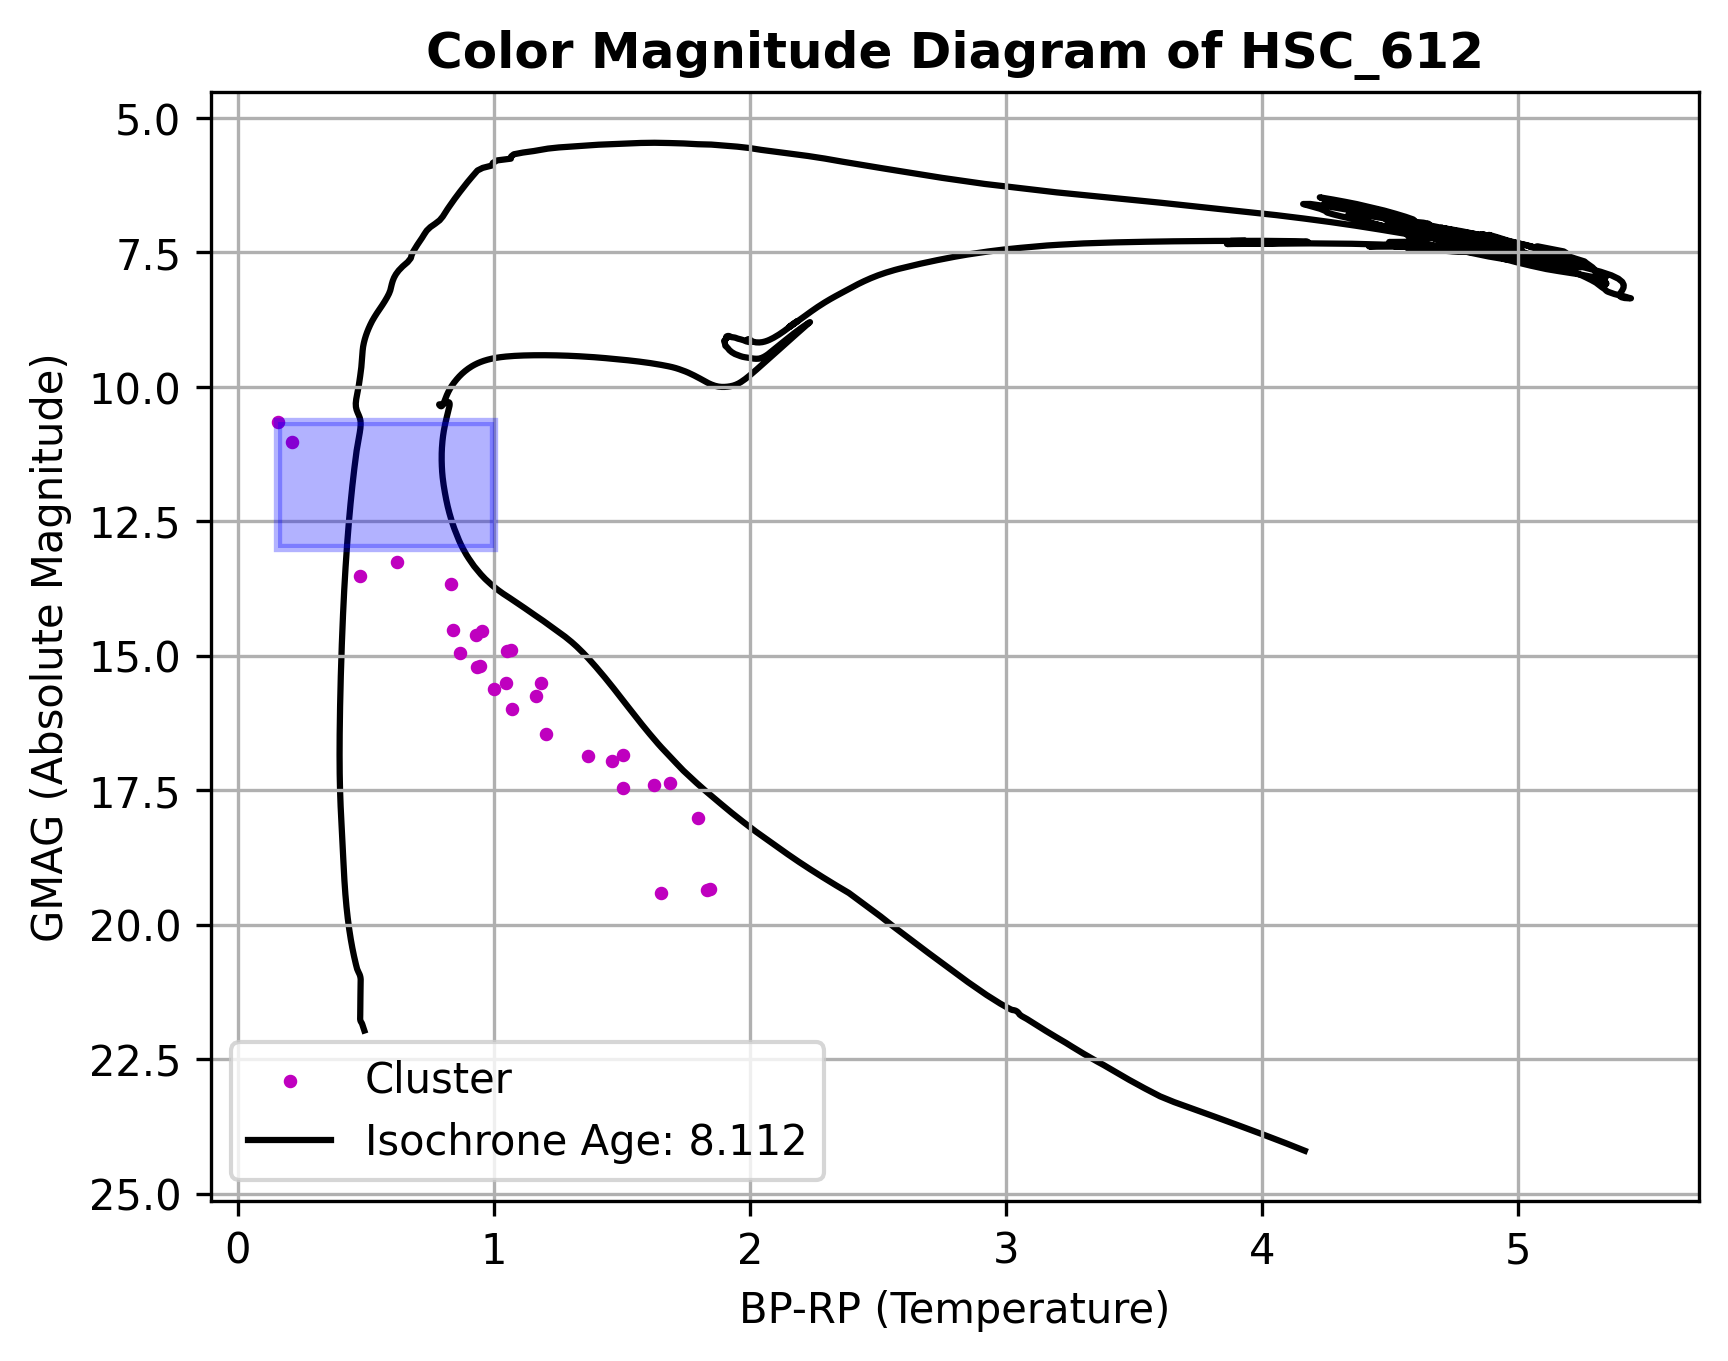 Color Magnitude Diagram of HSC_612
5.0
7.5
10.0
12.5
15.0
17.5
20.0
22.5
25.0
GMAG (Absolute Magnitude)
Cluster
Isochrone Age: 8.112
0 1 2 3 4 5
BP-RP (Temperature)